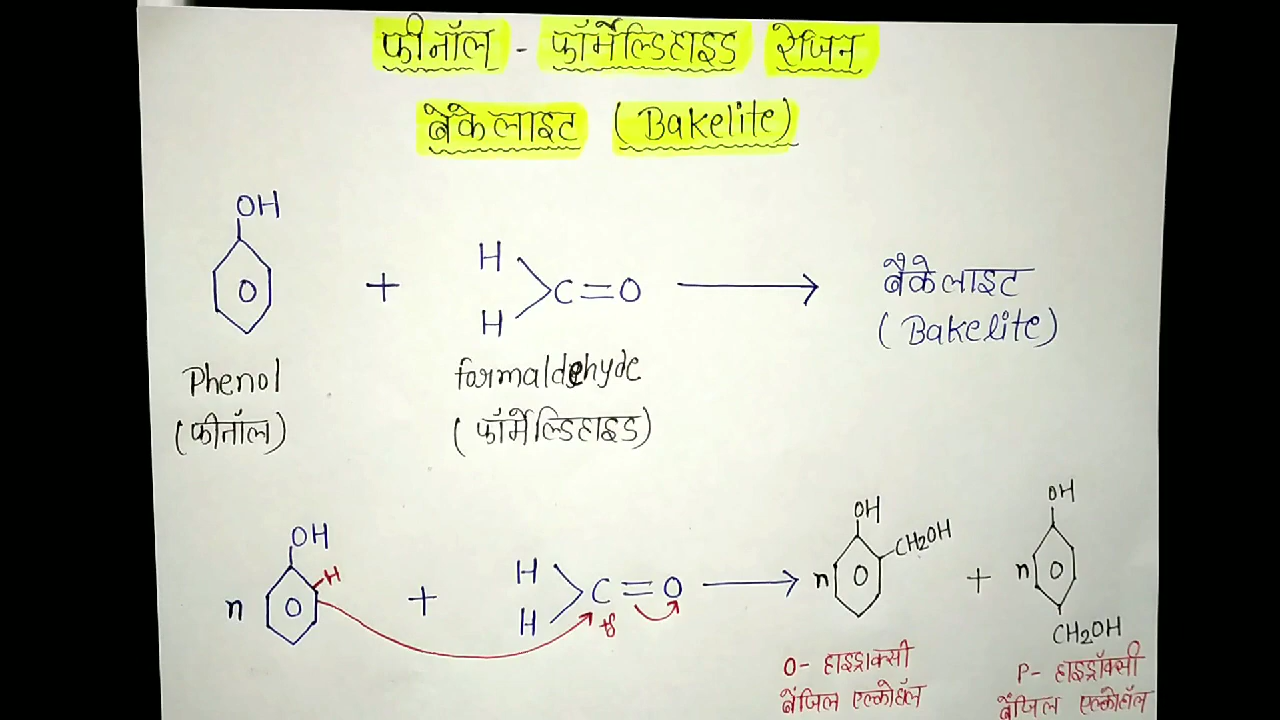 फीनॉल - फॉर्मेल्डिहाइड रेजिन
बैकेलाइट (Bakelite)
OH
H
+ C=O ⟶ बैकेलाइट
H (Bakelite)
Phenol formaldehyde
(फीनॉल) (फॉर्मेल्डिहाइड)
OH OH OH
H H CH2OH
n + C=O ⟶ n + n
H +δ CH2OH
O- हाइड्राक्सी P- हाइड्रॉक्सी
बेंजिल एल्कोहॉल बेंजिल एल्कोहॉल